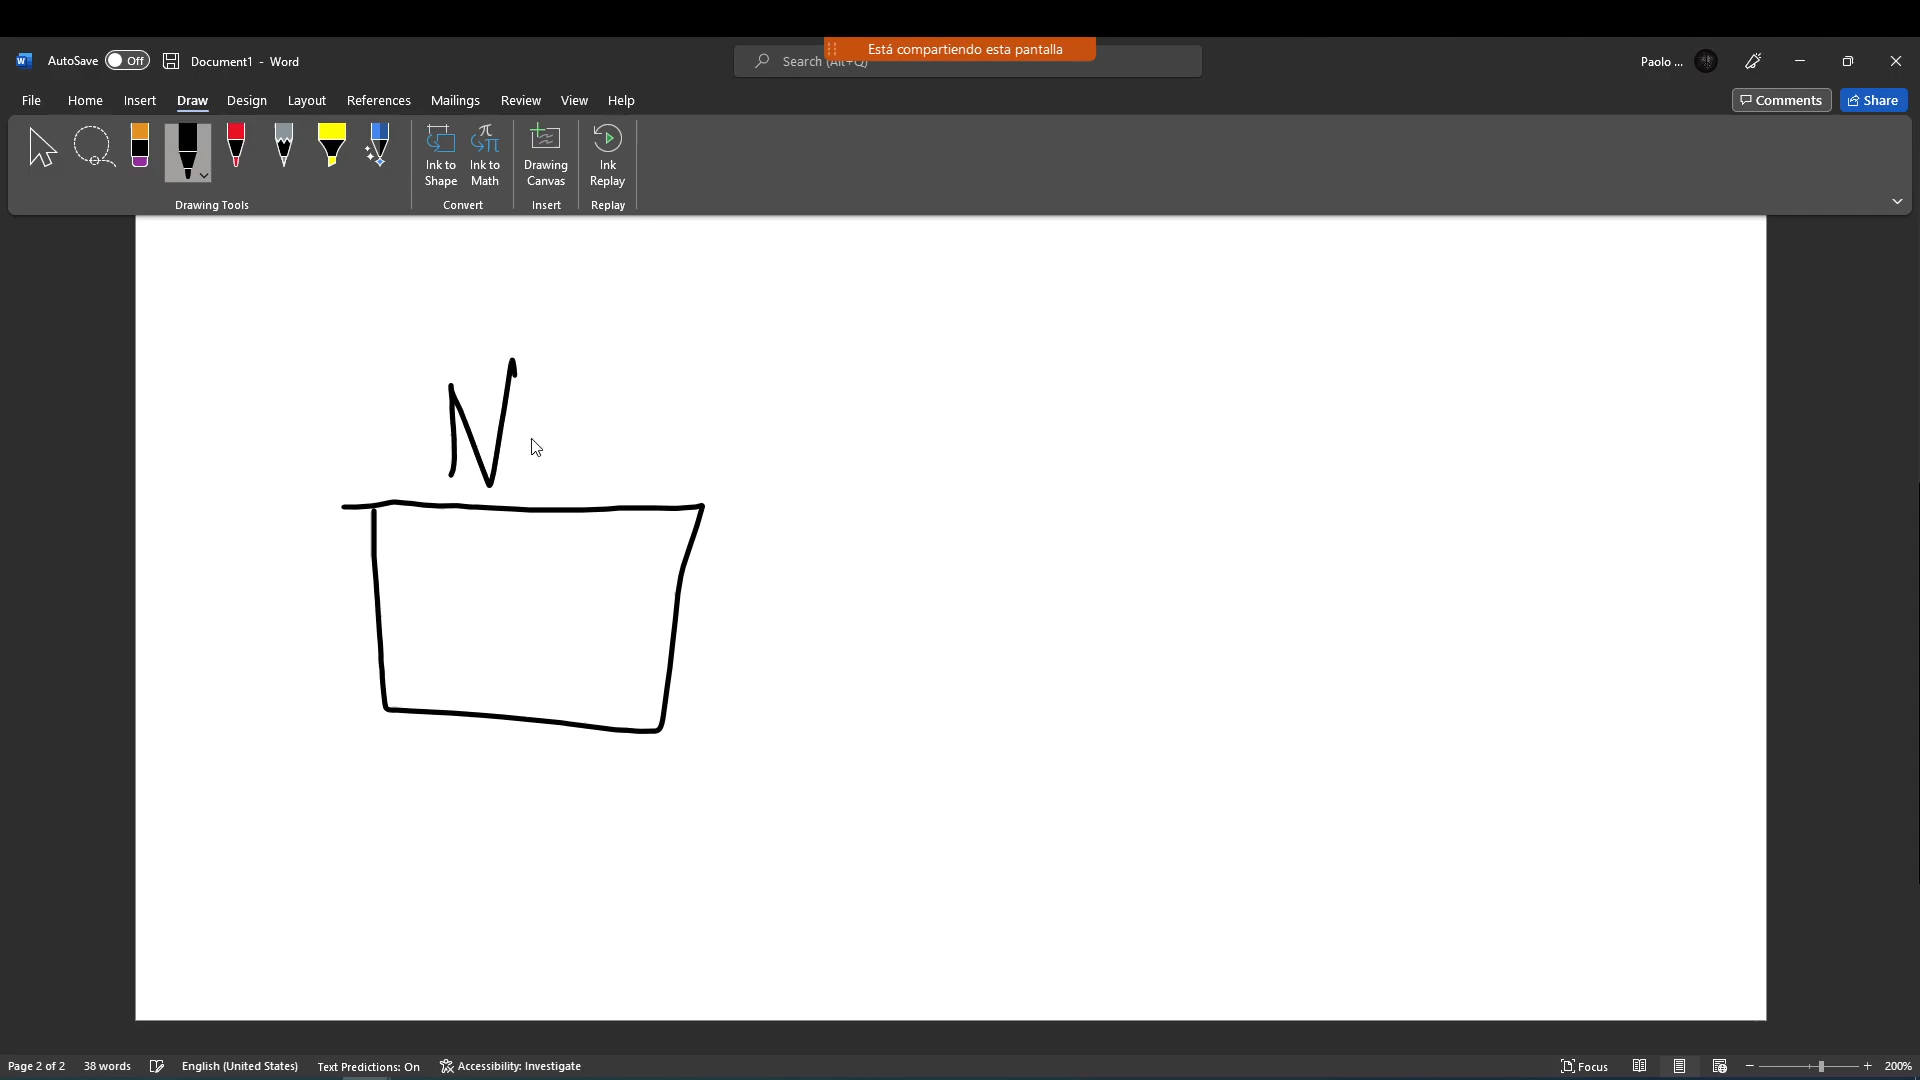 Está compartiendo esta pantalla
AutoSave Off Document1 - Word Search (Alt+Q) Paolo ...
File Home Insert Draw Design Layout References Mailings Review View Help Comments Share
Ink to Shape Ink to Math Drawing Canvas Ink Replay
Drawing Tools Convert Insert Replay
N
Page 2 of 2 38 words English (United States) Text Predictions: On Accessibility: Investigate Focus 200%